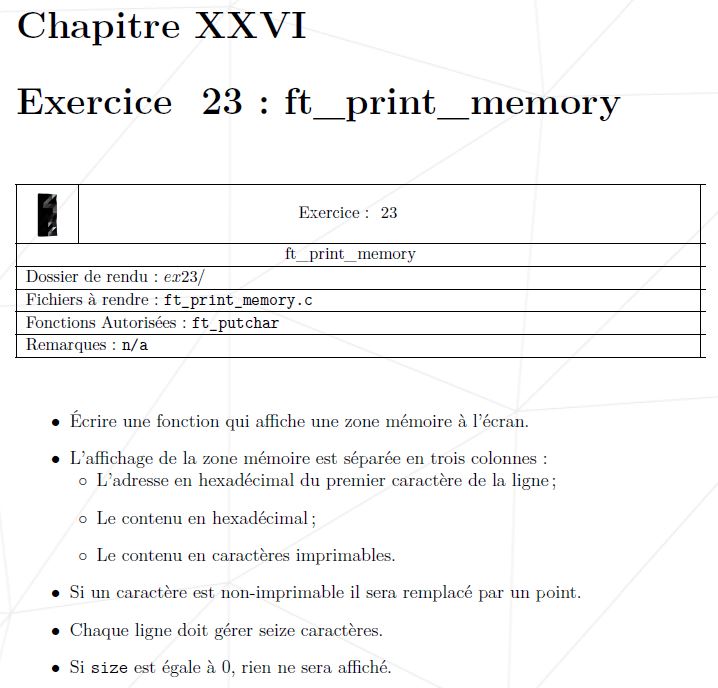 Chapitre XXVI
Exercice 23 : ft_print_memory
Exercice : 23
ft_print_memory
Dossier de rendu : ex23/
Fichiers à rendre : ft_print_memory.c
Fonctions Autorisées : ft_putchar
Remarques : n/a
• Écrire une fonction qui affiche une zone mémoire à l'écran.
• L'affichage de la zone mémoire est séparée en trois colonnes :
◦ L'adresse en hexadécimal du premier caractère de la ligne ;
◦ Le contenu en hexadécimal ;
◦ Le contenu en caractères imprimables.
• Si un caractère est non-imprimable il sera remplacé par un point.
• Chaque ligne doit gérer seize caractères.
• Si size est égale à 0, rien ne sera affiché.